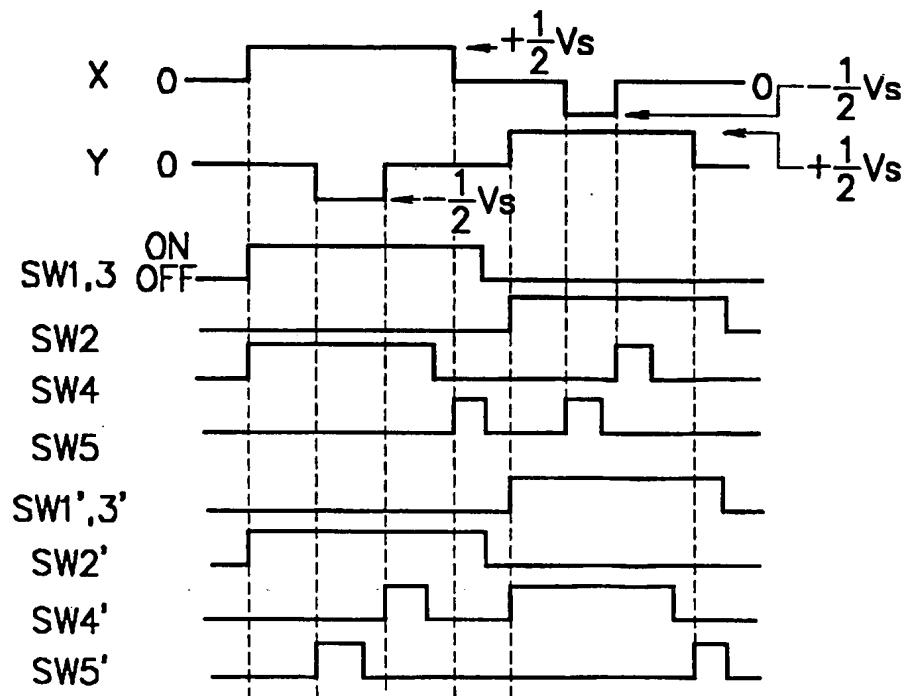 +1/2Vs
X 0
0
-1/2Vs
Y 0
+1/2Vs
-1/2Vs
ON
SW1,3 OFF
SW2
SW4
SW5
SW1',3'
SW2'
SW4'
SW5'